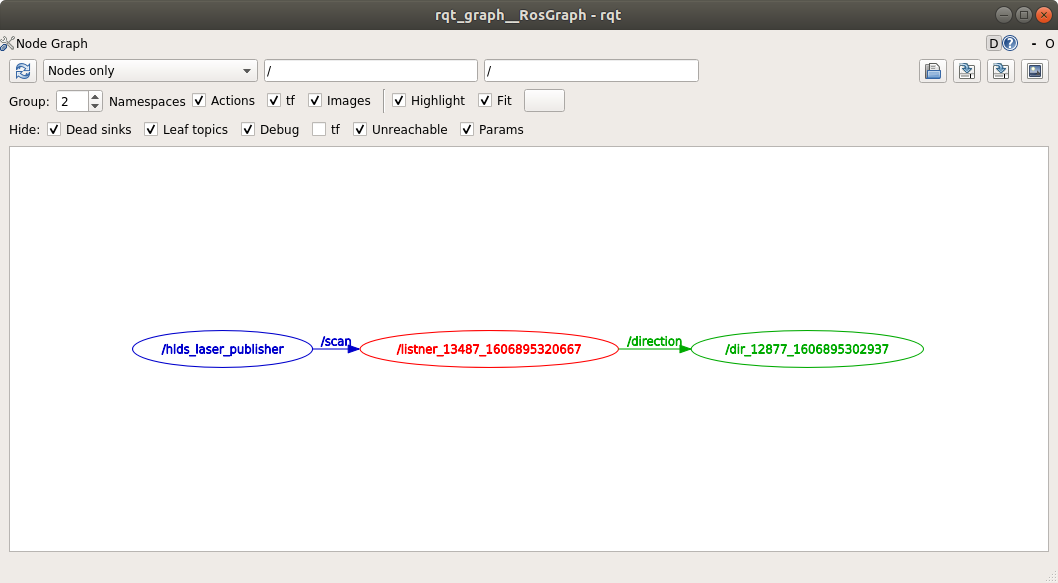 rqt_graph__RosGraph - rqt
Node Graph D ? - O
Nodes only / /
Group: 2 Namespaces Actions tf Images Highlight Fit
Hide: Dead sinks Leaf topics Debug tf Unreachable Params
/hlds_laser_publisher /scan /listner_13487_1606895320667 /direction /dir_12877_1606895302937